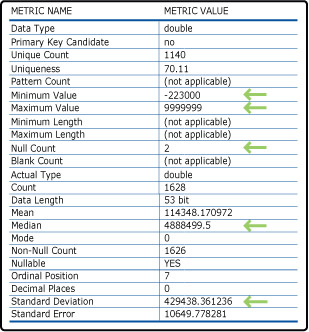 METRIC NAME METRIC VALUE
Data Type double
Primary Key Candidate no
Unique Count 1140
Uniqueness 70.11
Pattern Count (not applicable)
Minimum Value -223000
Maximum Value 9999999
Minimum Length (not applicable)
Maximum Length (not applicable)
Null Count 2
Blank Count (not applicable)
Actual Type double
Count 1628
Data Length 53 bit
Mean 114348.170972
Median 4888499.5
Mode 0
Non-Null Count 1626
Nullable YES
Ordinal Position 7
Decimal Places 0
Standard Deviation 429438.361236
Standard Error 10649.778281